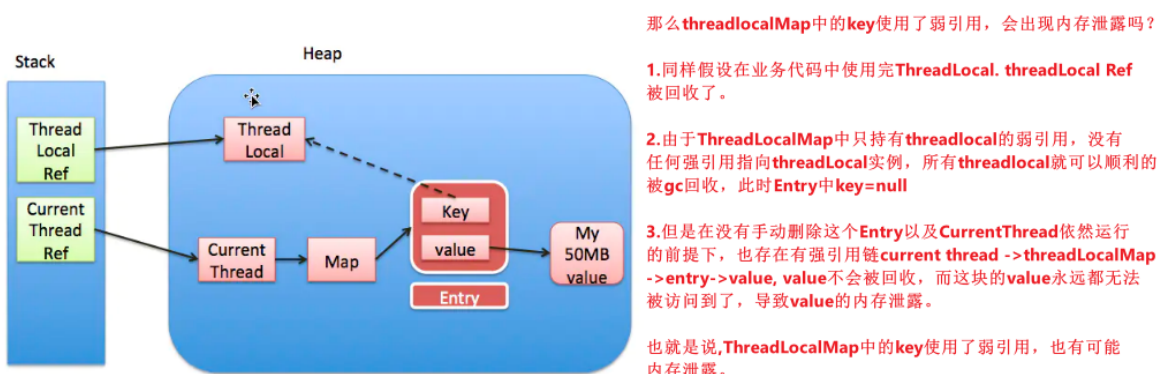 Stack
Heap
Thread
Local
Ref
Current
Thread
Ref
Thread
Local
Current
Thread
Map
Key
value
Entry
My
50MB
value
那么threadlocalMap中的key使用了弱引用，会出现内存泄露吗？
1.同样假设在业务代码中使用完ThreadLocal. threadLocal Ref
被回收了。
2.由于ThreadLocalMap中只持有threadlocal的弱引用，没有
任何强引用指向threadLocal实例，所有threadlocal就可以顺利的
被gc回收，此时Entry中key=null
3.但是在没有手动删除这个Entry以及CurrentThread依然运行
的前提下，也存在有强引用链current thread ->threadLocalMap
->entry->value, value不会被回收，而这块的value永远都无法
被访问到了，导致value的内存泄露。
也就是说,ThreadLocalMap中的key使用了弱引用，也有可能
内存泄露。